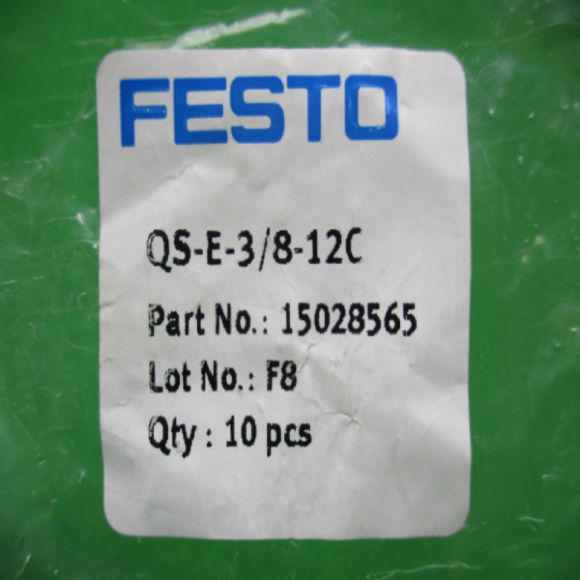 FESTO
QS-E-3/8-12C
Part No.: 15028565
Lot No.: F8
Qty : 10 pcs